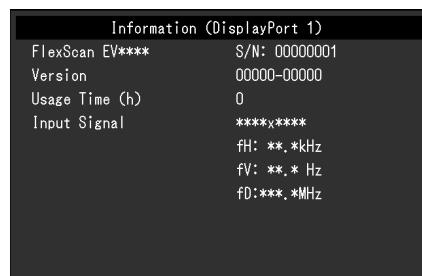 Information (DisplayPort 1)
FlexScan EV**** S/N: 00000001
Version 00000-00000
Usage Time (h) 0
Input Signal ****x****
fH: **.*kHz
fV: **.* Hz
fD:***.*MHz